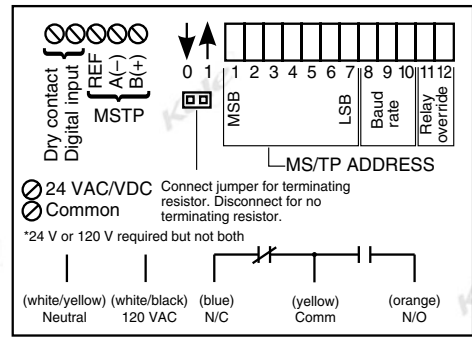 Dry contact
Digital input
REF
A(−)
B(+)
MSTP
0 1
1 2 3 4 5 6 7 8 9 10 11 12
MSB
LSB
Baud rate
Relay override
MS/TP ADDRESS
24 VAC/VDC
Common
Connect jumper for terminating
resistor. Disconnect for no
terminating resistor.
*24 V or 120 V required but not both
(white/yellow) (white/black) (blue) (yellow) (orange)
Neutral 120 VAC N/C Comm N/O